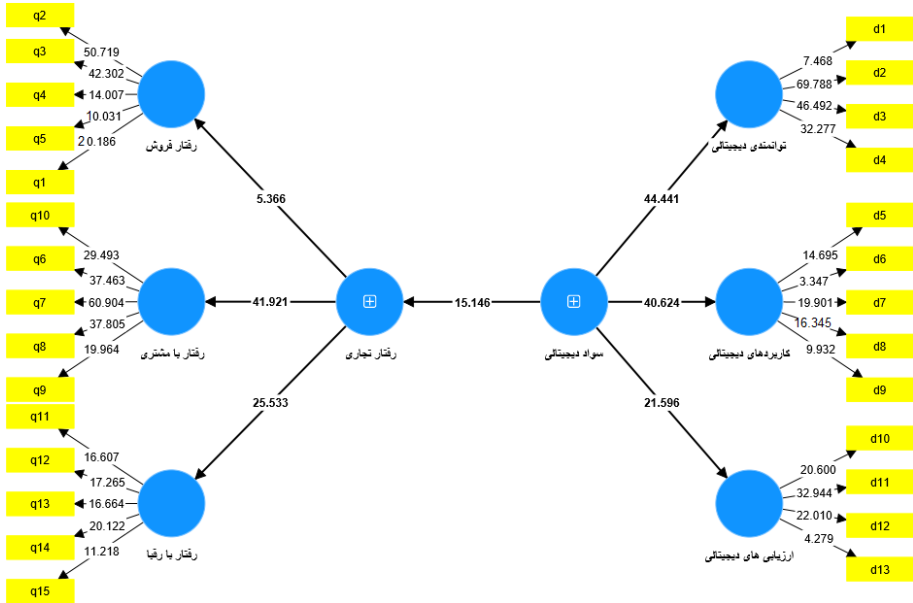 q2
50.719
q3
42.302
q4
14.007
q5
10.031
q1
20.186
رفتار فروش
q10
29.493
q6
37.463
q7
60.904
q8
37.805
q9
19.964
رفتار با مشتری
q11
16.607
q12
17.265
q13
16.664
q14
20.122
q15
11.218
رفتار با رقبا
5.366
41.921
25.533
رفتار تجاری
15.146
سواد دیجیتالی
44.441
40.624
21.596
d1
7.468
d2
69.788
d3
46.492
d4
32.277
توانمندی دیجیتالی
d5
14.695
d6
3.347
d7
19.901
d8
16.345
d9
9.932
کاربردهای دیجیتالی
d10
20.600
d11
32.944
d12
22.010
d13
4.279
ارزیابی های دیجیتالی